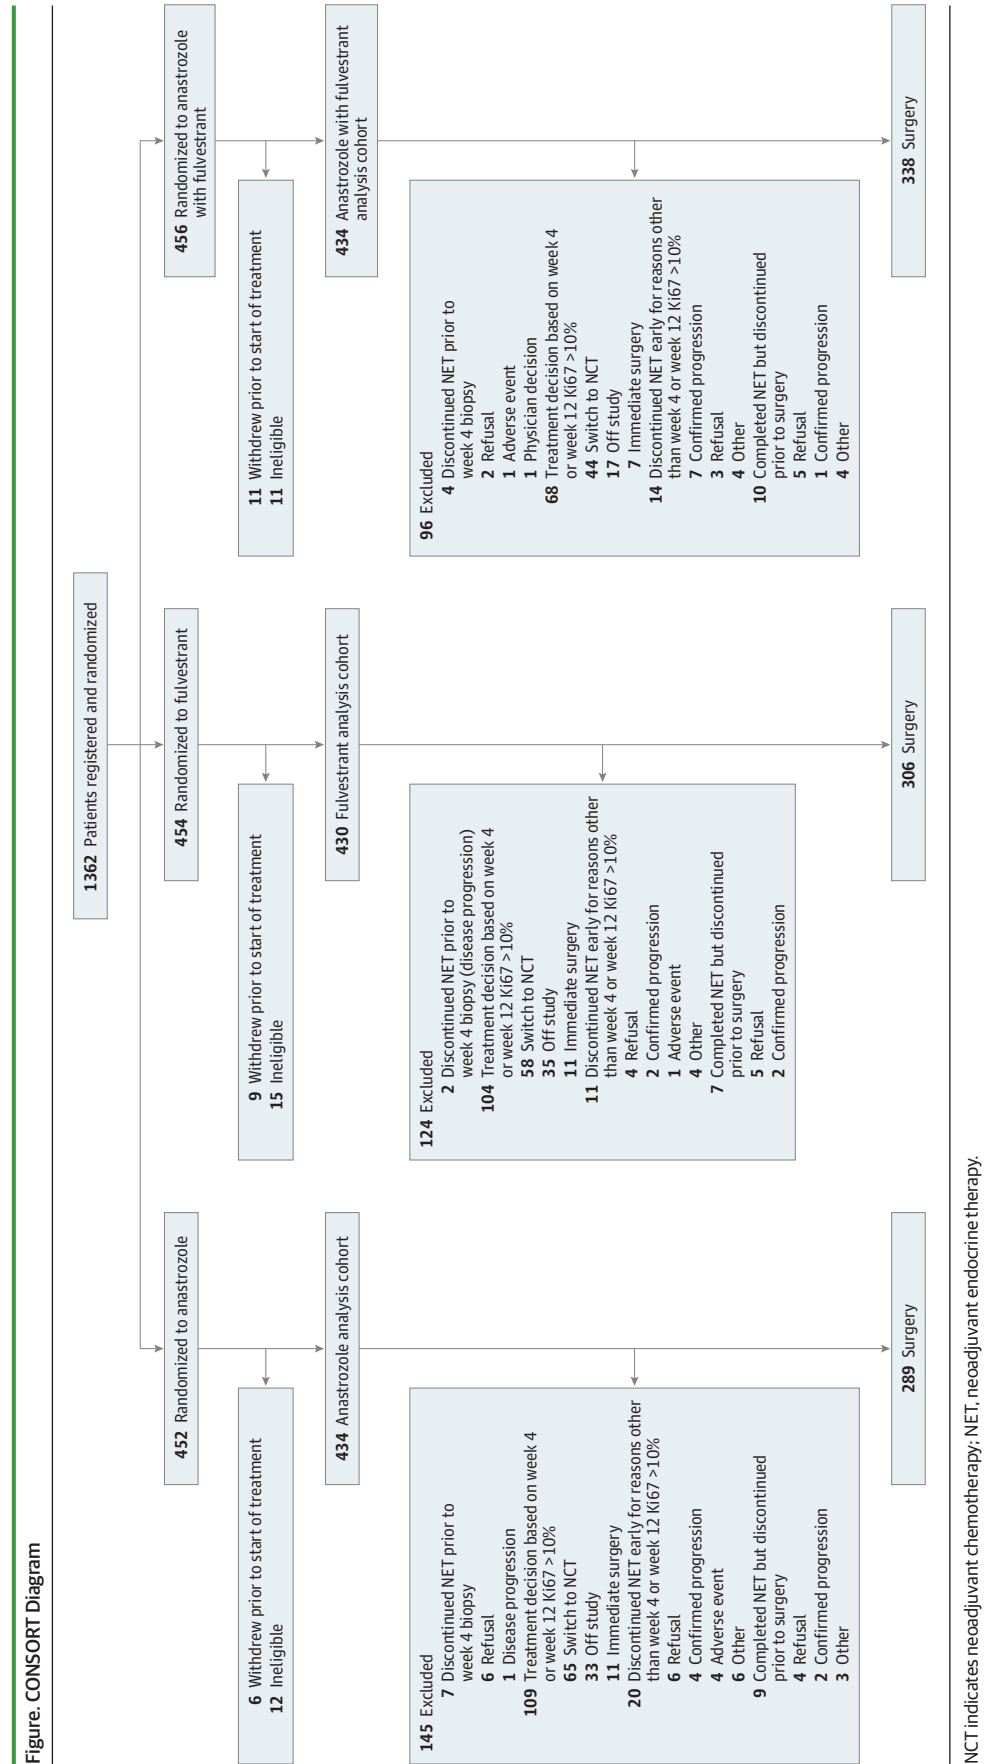 Figure. CONSORT Diagram
1362 Patients registered and randomized
452 Randomized to anastrozole
454 Randomized to fulvestrant
456 Randomized to anastrozole
with fulvestrant
6 Withdrew prior to start of treatment
12 Ineligible
9 Withdrew prior to start of treatment
15 Ineligible
11 Withdrew prior to start of treatment
11 Ineligible
434 Anastrozole analysis cohort
430 Fulvestrant analysis cohort
434 Anastrozole with fulvestrant
analysis cohort
145 Excluded
7 Discontinued NET prior to
week 4 biopsy
6 Refusal
1 Disease progression
109 Treatment decision based on week 4
or week 12 Ki67 >10%
65 Switch to NCT
33 Off study
11 Immediate surgery
20 Discontinued NET early for reasons other
than week 4 or week 12 Ki67 >10%
6 Refusal
4 Confirmed progression
4 Adverse event
6 Other
9 Completed NET but discontinued
prior to surgery
4 Refusal
2 Confirmed progression
3 Other
124 Excluded
2 Discontinued NET prior to
week 4 biopsy (disease progression)
104 Treatment decision based on week 4
or week 12 Ki67 >10%
58 Switch to NCT
35 Off study
11 Immediate surgery
11 Discontinued NET early for reasons other
than week 4 or week 12 Ki67 >10%
4 Refusal
2 Confirmed progression
1 Adverse event
4 Other
7 Completed NET but discontinued
prior to surgery
5 Refusal
2 Confirmed progression
96 Excluded
4 Discontinued NET prior to
week 4 biopsy
2 Refusal
1 Adverse event
1 Physician decision
68 Treatment decision based on week 4
or week 12 Ki67 >10%
44 Switch to NCT
17 Off study
7 Immediate surgery
14 Discontinued NET early for reasons other
than week 4 or week 12 Ki67 >10%
7 Confirmed progression
3 Refusal
4 Other
10 Completed NET but discontinued
prior to surgery
5 Refusal
1 Confirmed progression
4 Other
289 Surgery
306 Surgery
338 Surgery
NCT indicates neoadjuvant chemotherapy; NET, neoadjuvant endocrine therapy.